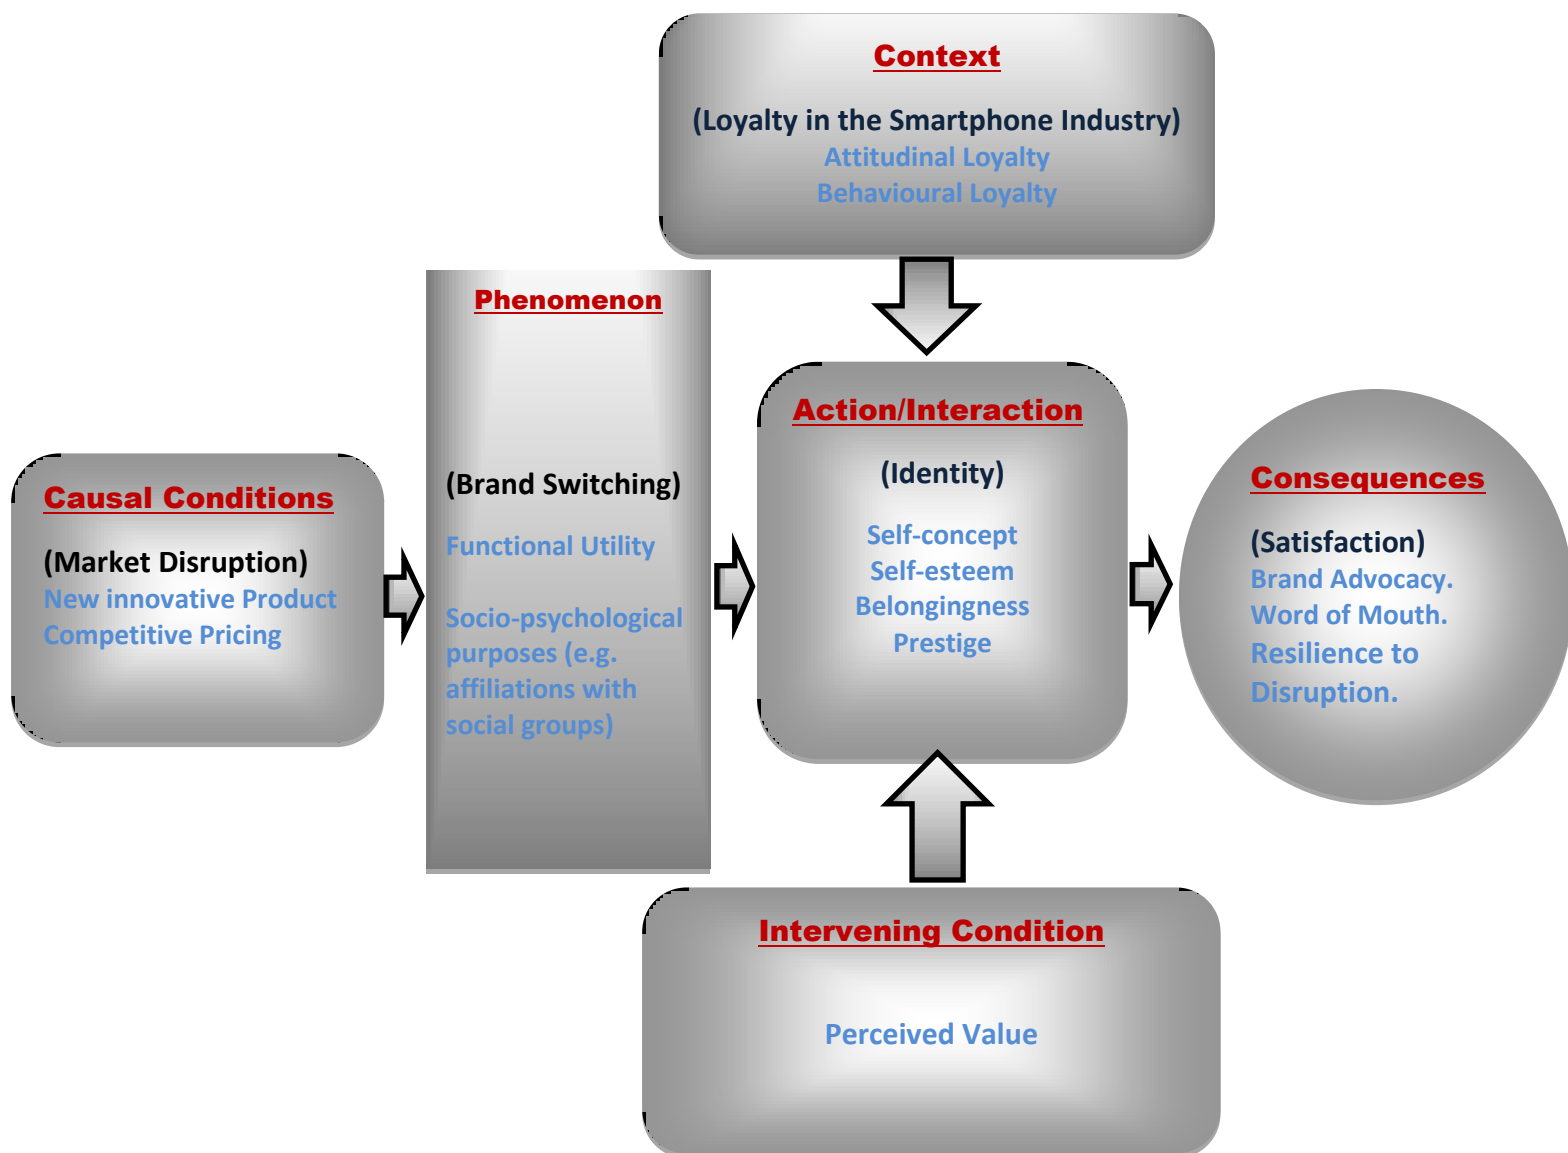 Context
(Loyalty in the Smartphone Industry)
Attitudinal Loyalty
Behavioural Loyalty
Phenomenon
(Brand Switching)
Functional Utility
Socio-psychological
purposes (e.g.
affiliations with
social groups)
Causal Conditions
(Market Disruption)
New innovative Product
Competitive Pricing
Action/Interaction
(Identity)
Self-concept
Self-esteem
Belongingness
Prestige
Consequences
(Satisfaction)
Brand Advocacy.
Word of Mouth.
Resilience to
Disruption.
Intervening Condition
Perceived Value